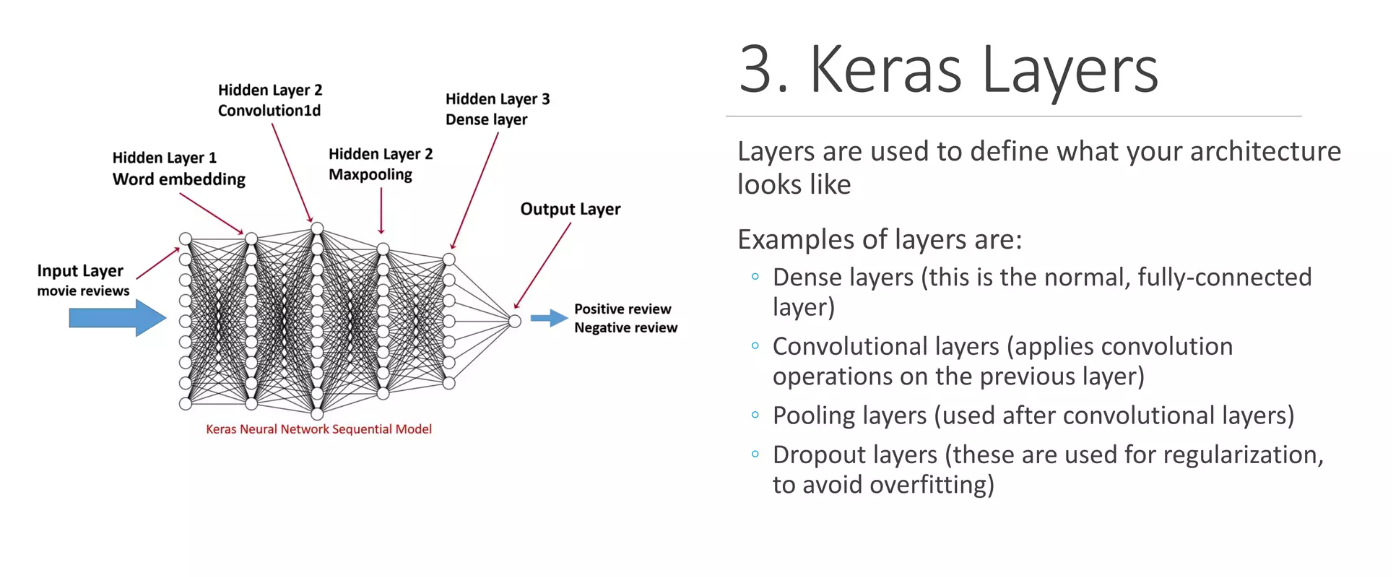 3. Keras Layers
Hidden Layer 2
Convolution1d
Hidden Layer 3
Dense layer
Hidden Layer 1
Word embedding
Hidden Layer 2
Maxpooling
Output Layer
Input Layer
movie reviews
Positive review
Negative review
Keras Neural Network Sequential Model
Layers are used to define what your architecture
looks like
Examples of layers are:
◦ Dense layers (this is the normal, fully-connected
layer)
◦ Convolutional layers (applies convolution
operations on the previous layer)
◦ Pooling layers (used after convolutional layers)
◦ Dropout layers (these are used for regularization,
to avoid overfitting)